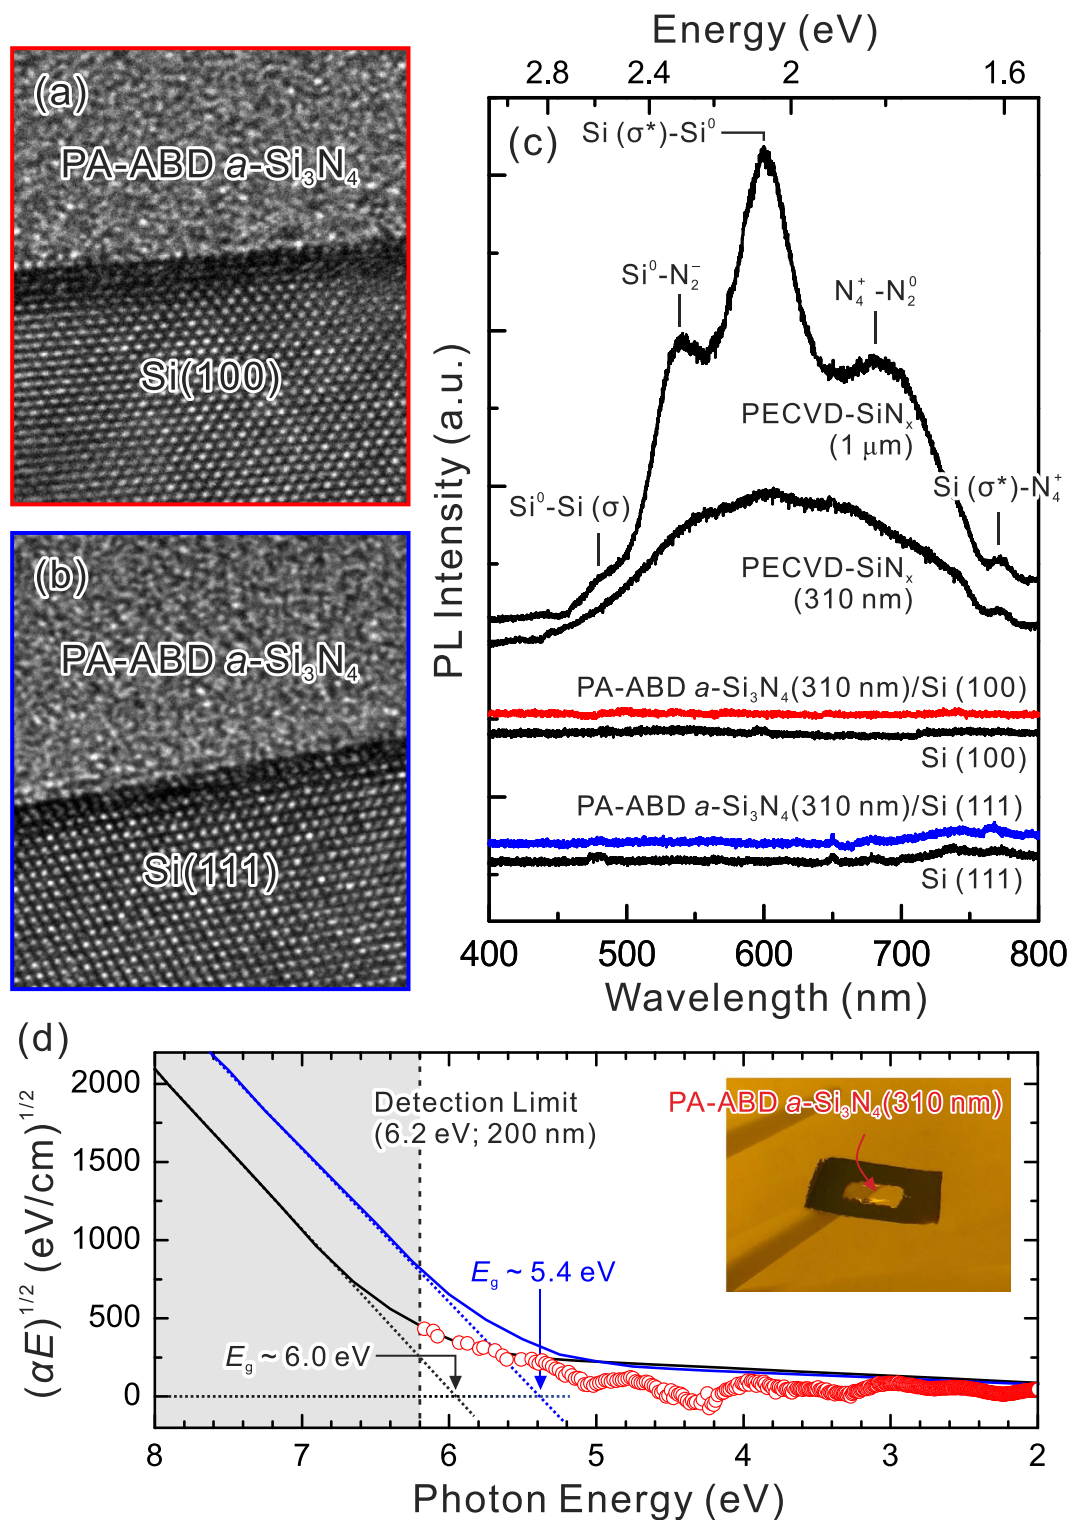 (a)
PA-ABD a-Si₃N₄
Si(100)
(b)
PA-ABD a-Si₃N₄
Si(111)
Energy (eV)
2.8 2.4 2 1.6
(c)
Si (σ*)-Si⁰
Si⁰-N₂⁻
N₄⁺-N₂⁰
PECVD-SiNₓ
(1 μm)
Si⁰-Si (σ)
Si (σ*)-N₄⁺
PECVD-SiNₓ
(310 nm)
PA-ABD a-Si₃N₄(310 nm)/Si (100)
Si (100)
PA-ABD a-Si₃N₄(310 nm)/Si (111)
Si (111)
PL Intensity (a.u.)
400 500 600 700 800
Wavelength (nm)
(d)
2000
1500
1000
500
0
(αE)¹/² (eV/cm)¹/²
Detection Limit
(6.2 eV; 200 nm)
PA-ABD a-Si₃N₄(310 nm)
E_g ~ 5.4 eV
E_g ~ 6.0 eV
8 7 6 5 4 3 2
Photon Energy (eV)